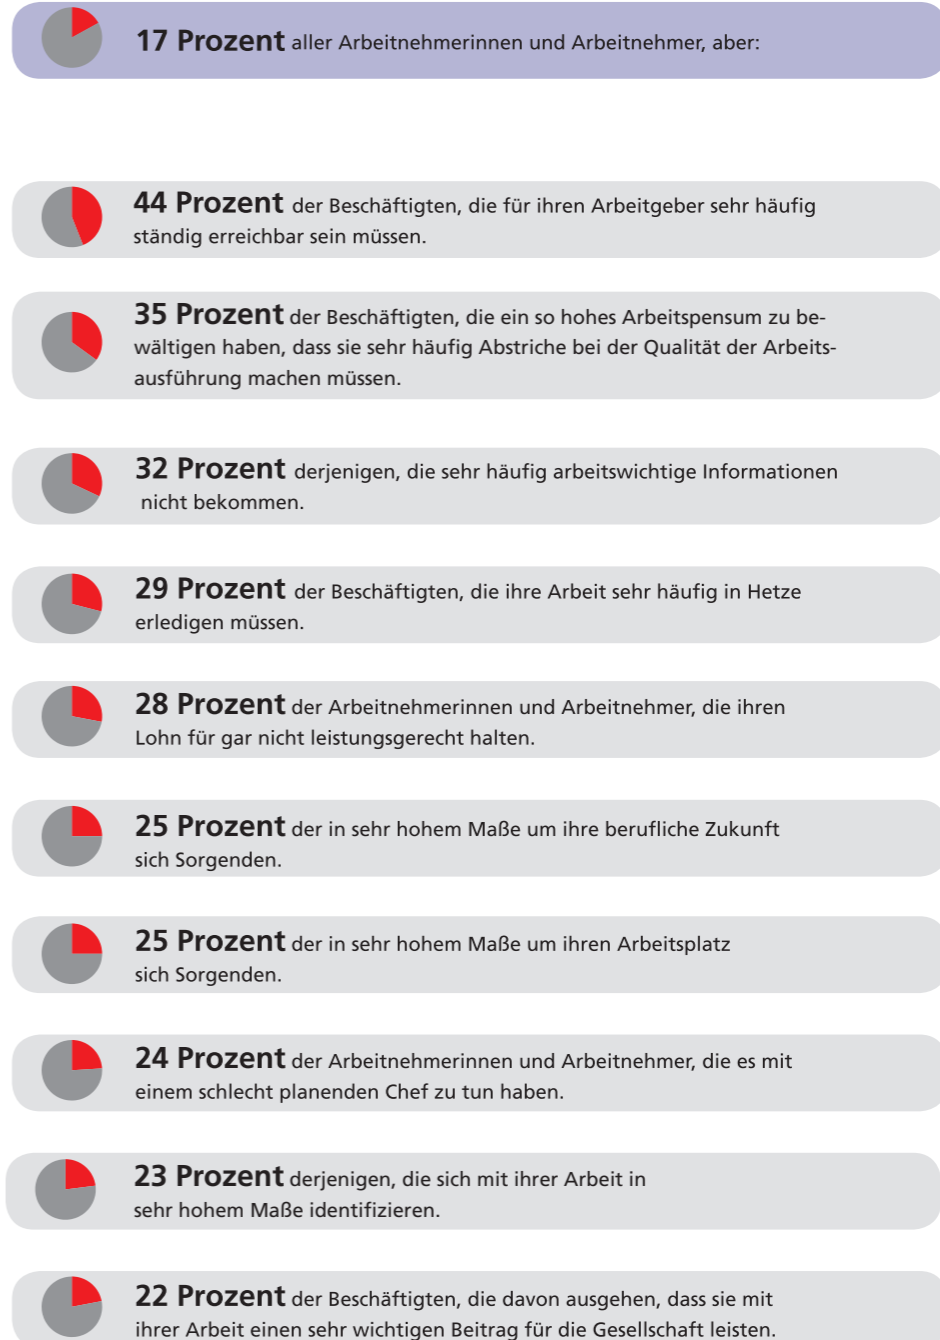 17 Prozent aller Arbeitnehmerinnen und Arbeitnehmer, aber:
44 Prozent der Beschäftigten, die für ihren Arbeitgeber sehr häufig
ständig erreichbar sein müssen.
35 Prozent der Beschäftigten, die ein so hohes Arbeitspensum zu be-
wältigen haben, dass sie sehr häufig Abstriche bei der Qualität der Arbeits-
ausführung machen müssen.
32 Prozent derjenigen, die sehr häufig arbeitswichtige Informationen
nicht bekommen.
29 Prozent der Beschäftigten, die ihre Arbeit sehr häufig in Hetze
erledigen müssen.
28 Prozent der Arbeitnehmerinnen und Arbeitnehmer, die ihren
Lohn für gar nicht leistungsgerecht halten.
25 Prozent der in sehr hohem Maße um ihre berufliche Zukunft
sich Sorgenden.
25 Prozent der in sehr hohem Maße um ihren Arbeitsplatz
sich Sorgenden.
24 Prozent der Arbeitnehmerinnen und Arbeitnehmer, die es mit
einem schlecht planenden Chef zu tun haben.
23 Prozent derjenigen, die sich mit ihrer Arbeit in
sehr hohem Maße identifizieren.
22 Prozent der Beschäftigten, die davon ausgehen, dass sie mit
ihrer Arbeit einen sehr wichtigen Beitrag für die Gesellschaft leisten.